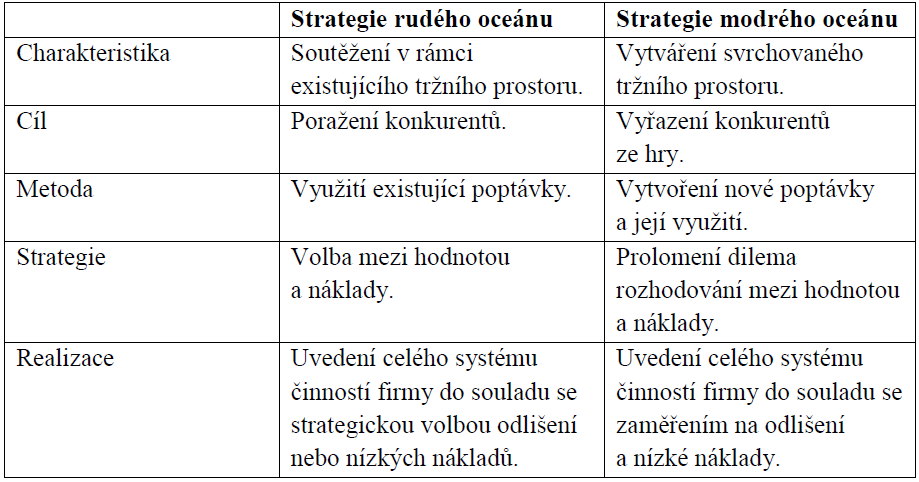 Strategie rudého oceánu
Strategie modrého oceánu
Charakteristika
Soutěžení v rámci
existujícího tržního prostoru.
Vytváření svrchovaného
tržního prostoru.
Cíl
Poražení konkurentů.
Vyřazení konkurentů
ze hry.
Metoda
Využití existující poptávky.
Vytvoření nové poptávky
a její využití.
Strategie
Volba mezi hodnotou
a náklady.
Prolomení dilema
rozhodování mezi hodnotou
a náklady.
Realizace
Uvedení celého systému
činností firmy do souladu se
strategickou volbou odlišení
nebo nízkých nákladů.
Uvedení celého systému
činností firmy do souladu se
zaměřením na odlišení
a nízké náklady.